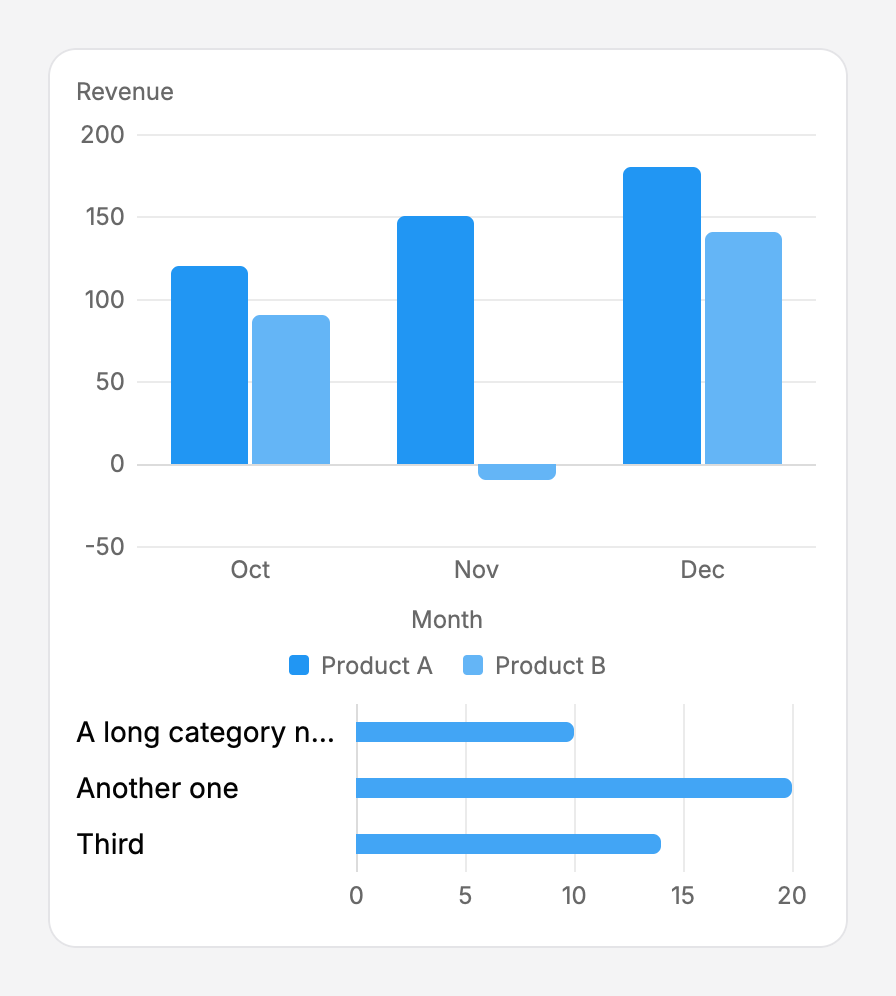 Revenue
200
150
100
50
0
-50
Oct Nov Dec
Month
Product A Product B
A long category n...
Another one
Third
0 5 10 15 20